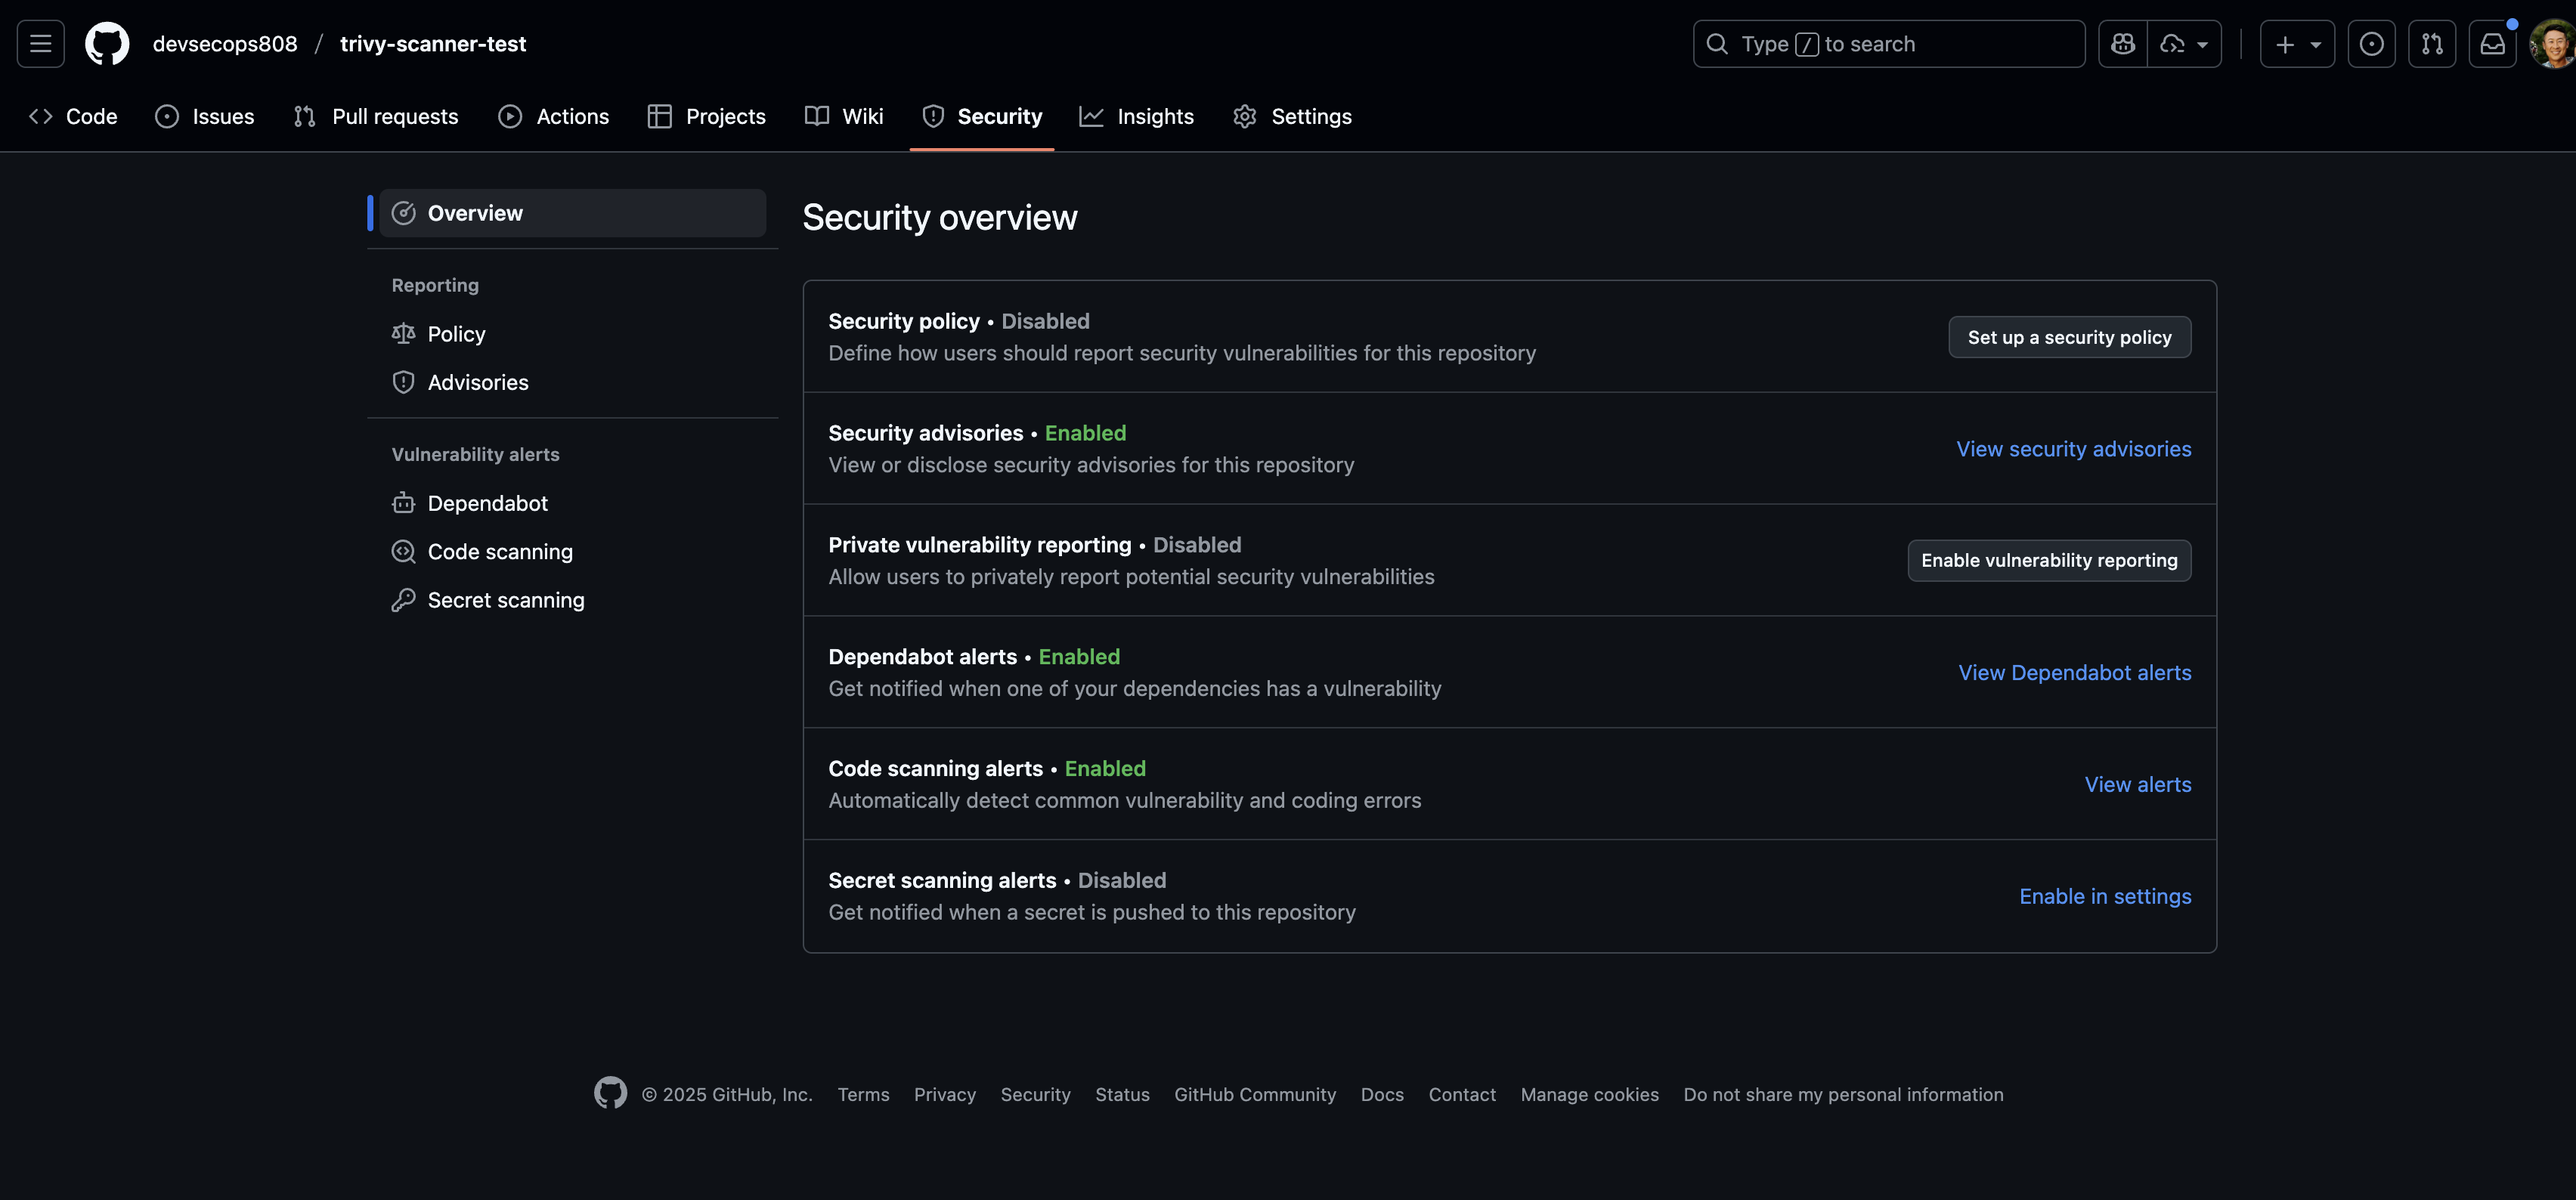 devsecops808 / trivy-scanner-test
Type / to search
Code Issues Pull requests Actions Projects Wiki Security Insights Settings
Overview
Reporting
Policy
Advisories
Vulnerability alerts
Dependabot
Code scanning
Secret scanning
Security overview
Security policy • Disabled
Define how users should report security vulnerabilities for this repository
Set up a security policy
Security advisories • Enabled
View or disclose security advisories for this repository
View security advisories
Private vulnerability reporting • Disabled
Allow users to privately report potential security vulnerabilities
Enable vulnerability reporting
Dependabot alerts • Enabled
Get notified when one of your dependencies has a vulnerability
View Dependabot alerts
Code scanning alerts • Enabled
Automatically detect common vulnerability and coding errors
View alerts
Secret scanning alerts • Disabled
Get notified when a secret is pushed to this repository
Enable in settings
© 2025 GitHub, Inc. Terms Privacy Security Status GitHub Community Docs Contact Manage cookies Do not share my personal information